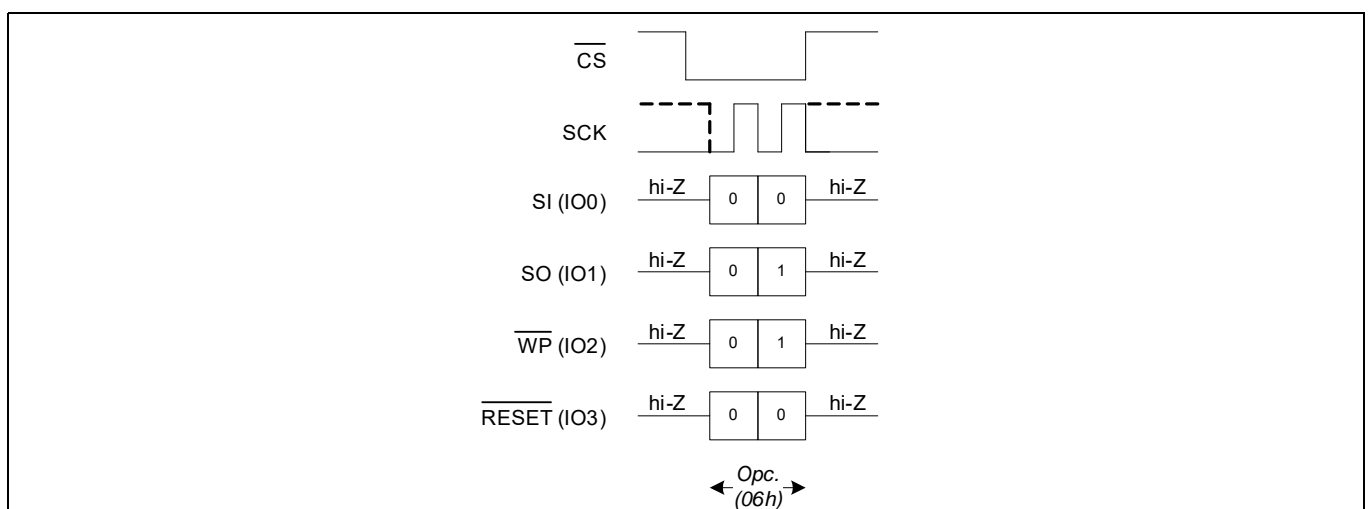 CS
SCK
hi-Z 0 0 hi-Z
SI (IO0)
hi-Z 0 1 hi-Z
SO (IO1)
hi-Z 0 1 hi-Z
WP (IO2)
hi-Z 0 0 hi-Z
RESET (IO3)
Opc.
(06h)